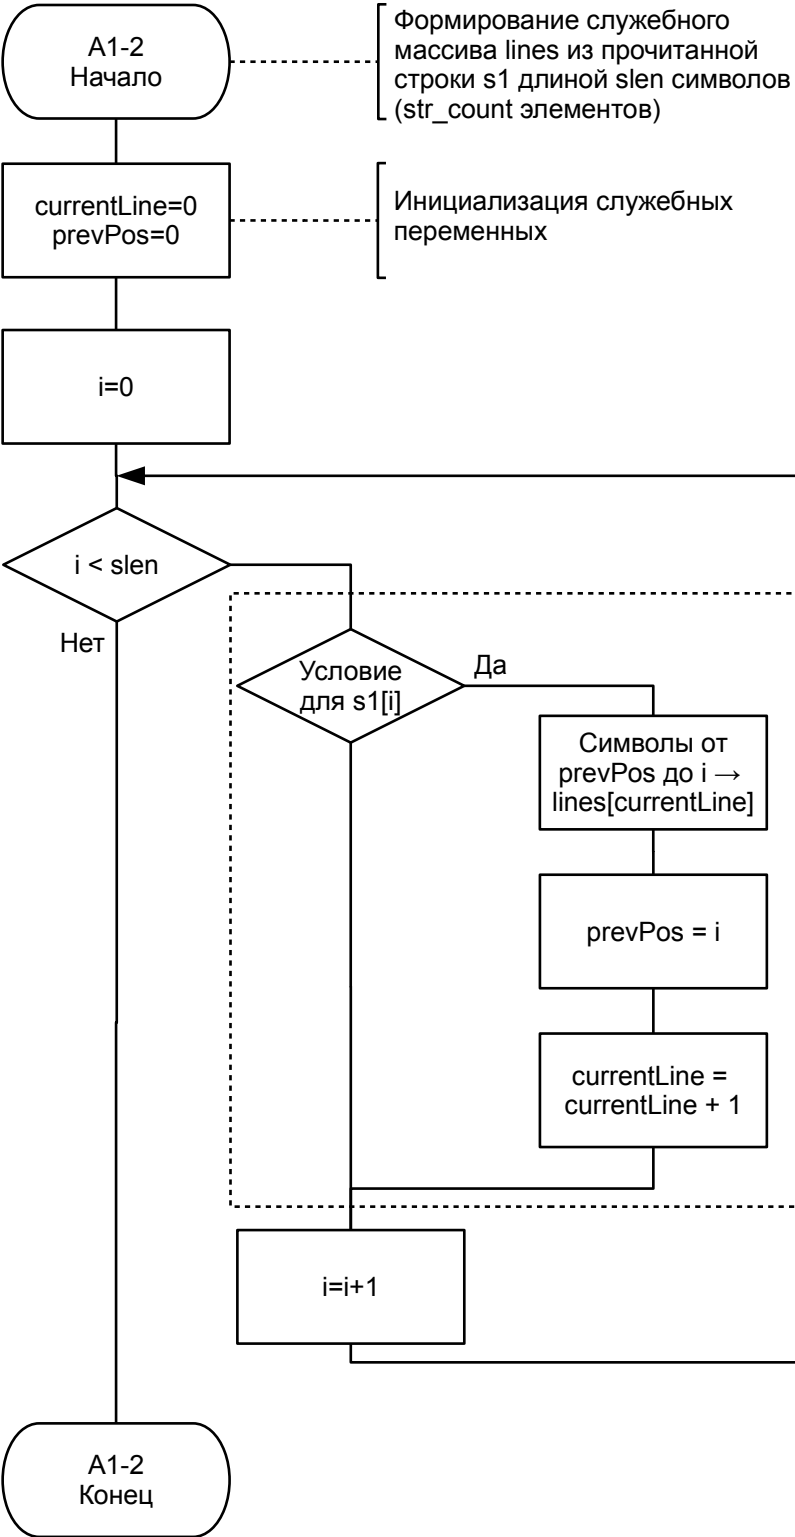 А1-2
Начало
Формирование служебного
массива lines из прочитанной
строки s1 длиной slen символов
(str_count элементов)
currentLine=0
prevPos=0
Инициализация служебных
переменных
i=0
i < slen
Нет
Условие
для s1[i]
Да
Символы от
prevPos до i →
lines[currentLine]
prevPos = i
currentLine =
currentLine + 1
i=i+1
А1-2
Конец